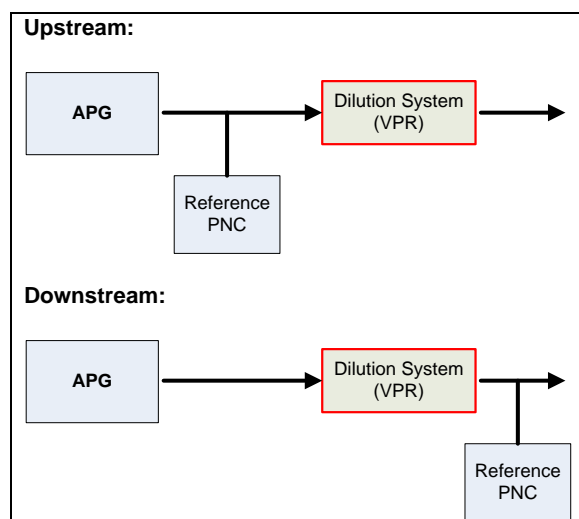 Upstream:
APG
Dilution System
(VPR)
Reference
PNC
Downstream:
APG
Dilution System
(VPR)
Reference
PNC